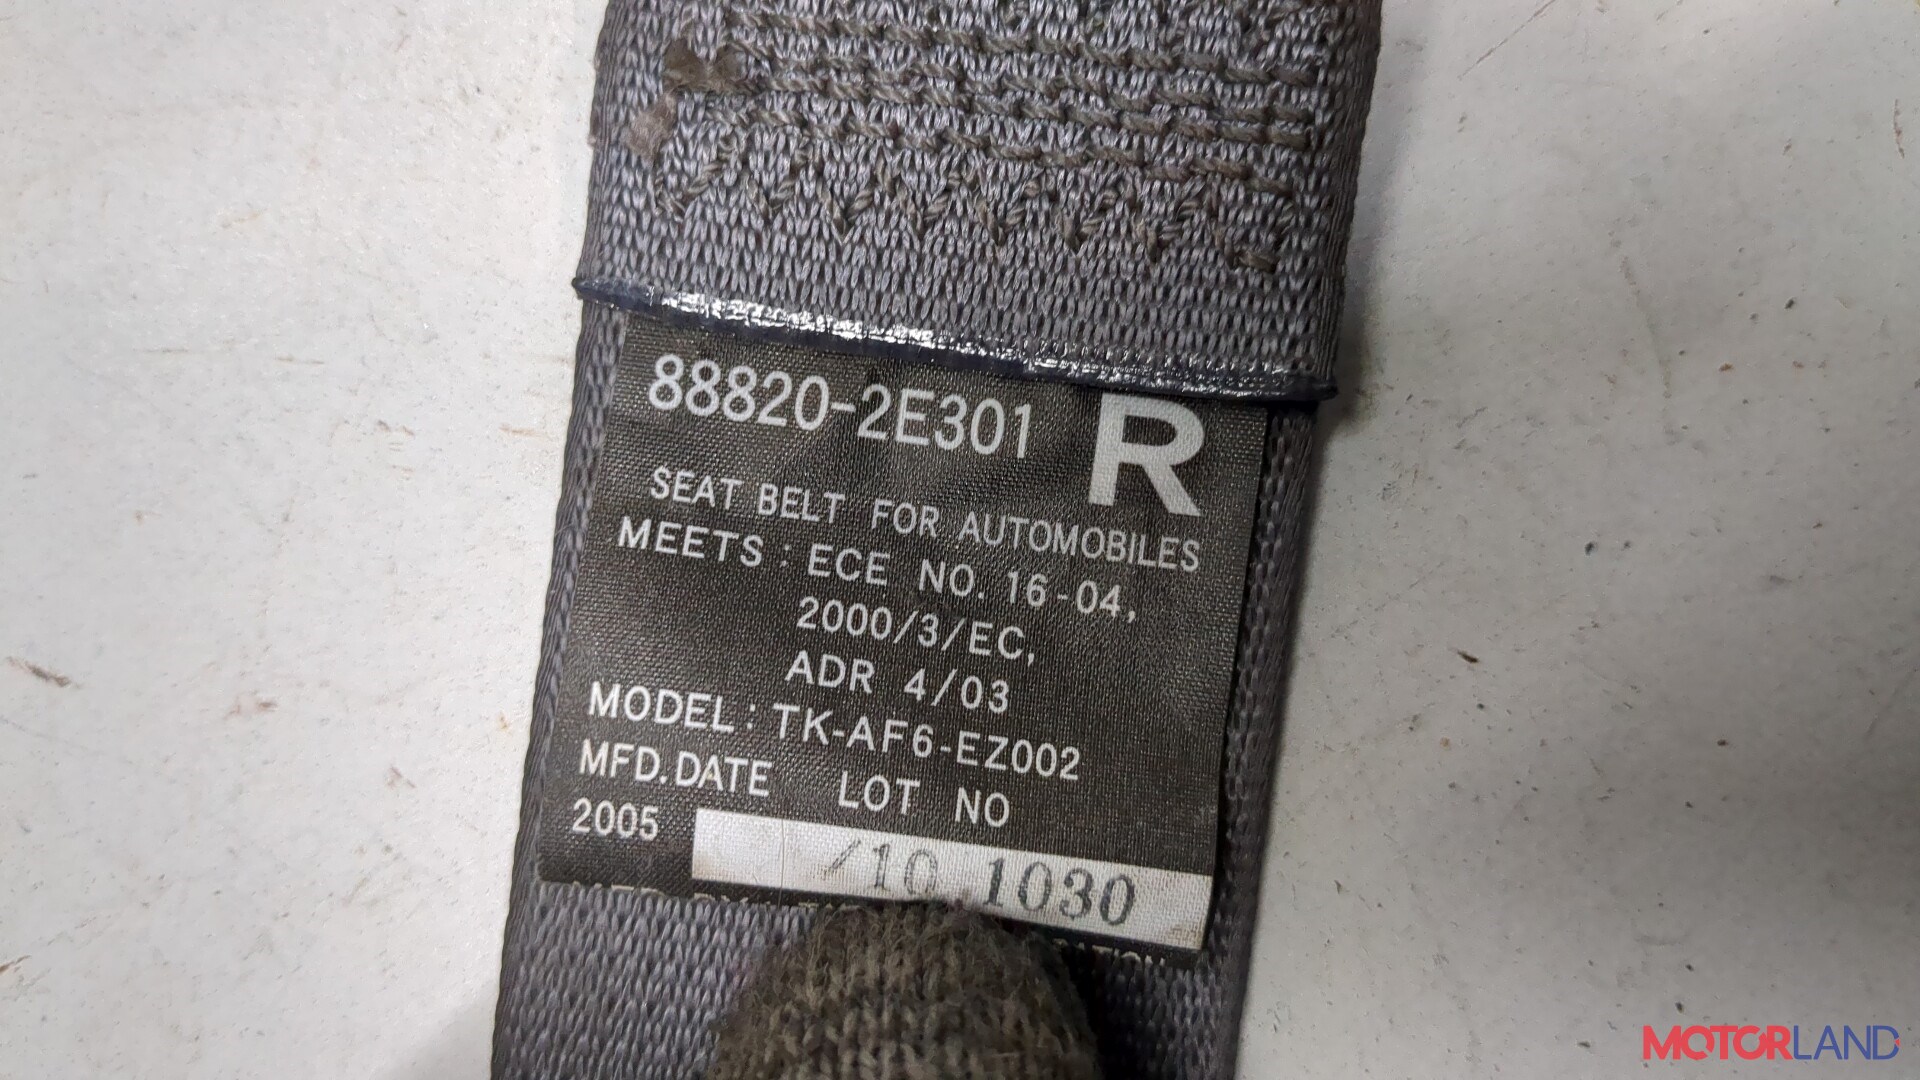 88820-2E301 R
SEAT BELT FOR AUTOMOBILES
MEETS : ECE NO. 16-04,
2000/3/EC,
ADR 4/03
MODEL : TK-AF6-EZ002
MFD. DATE LOT NO
2005 /10 1030
MOTORLAND